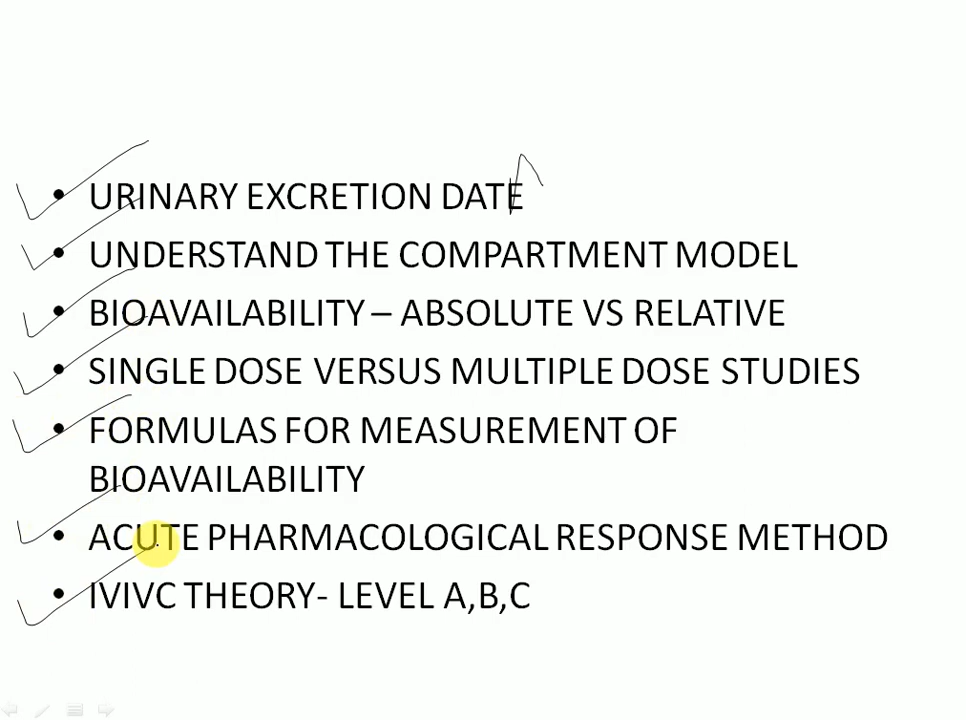 • URINARY EXCRETION DATE
• UNDERSTAND THE COMPARTMENT MODEL
• BIOAVAILABILITY – ABSOLUTE VS RELATIVE
• SINGLE DOSE VERSUS MULTIPLE DOSE STUDIES
• FORMULAS FOR MEASUREMENT OF
BIOAVAILABILITY
• ACUTE PHARMACOLOGICAL RESPONSE METHOD
• IVIVC THEORY- LEVEL A,B,C